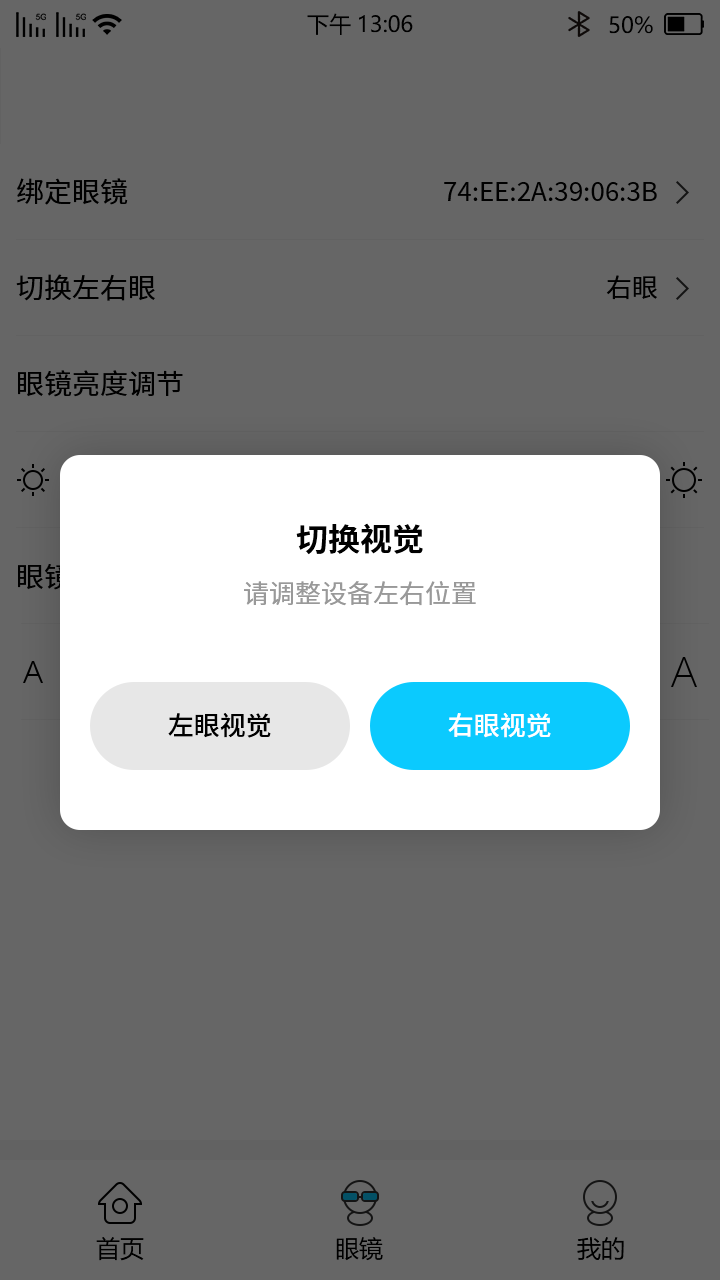 5G 5G 下午 13:06 50%
绑定眼镜 74:EE:2A:39:06:3B
切换左右眼 右眼
眼镜亮度调节
切换视觉
请调整设备左右位置
眼镜
A A
左眼视觉 右眼视觉
首页 眼镜 我的